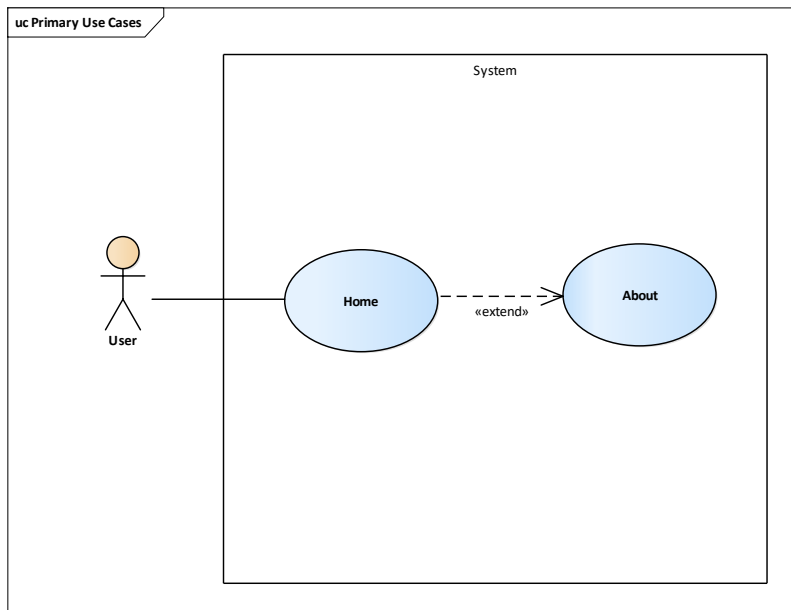 uc Primary Use Cases
System
Home
About
«extend»
User